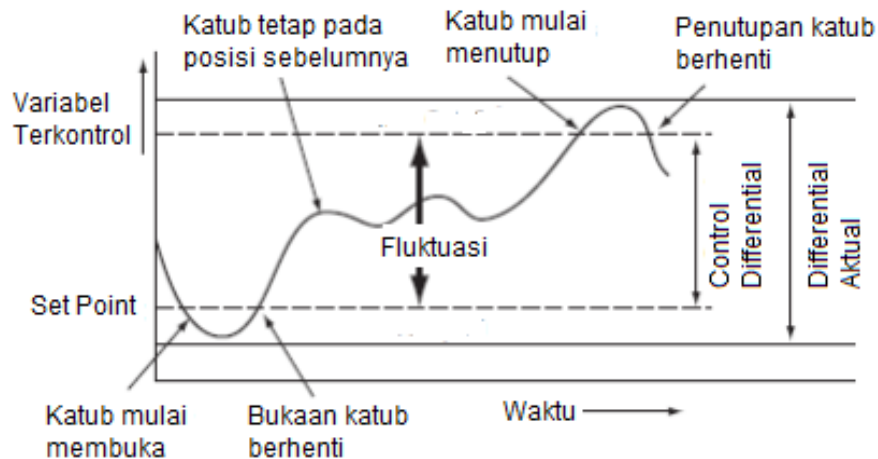 Katub tetap pada
posisi sebelumnya
Katub mulai
menutup
Penutupan katub
berhenti
Variabel
Terkontrol
Fluktuasi
Control
Differential
Differential
Aktual
Set Point
Katub mulai
membuka
Bukaan katub
berhenti
Waktu